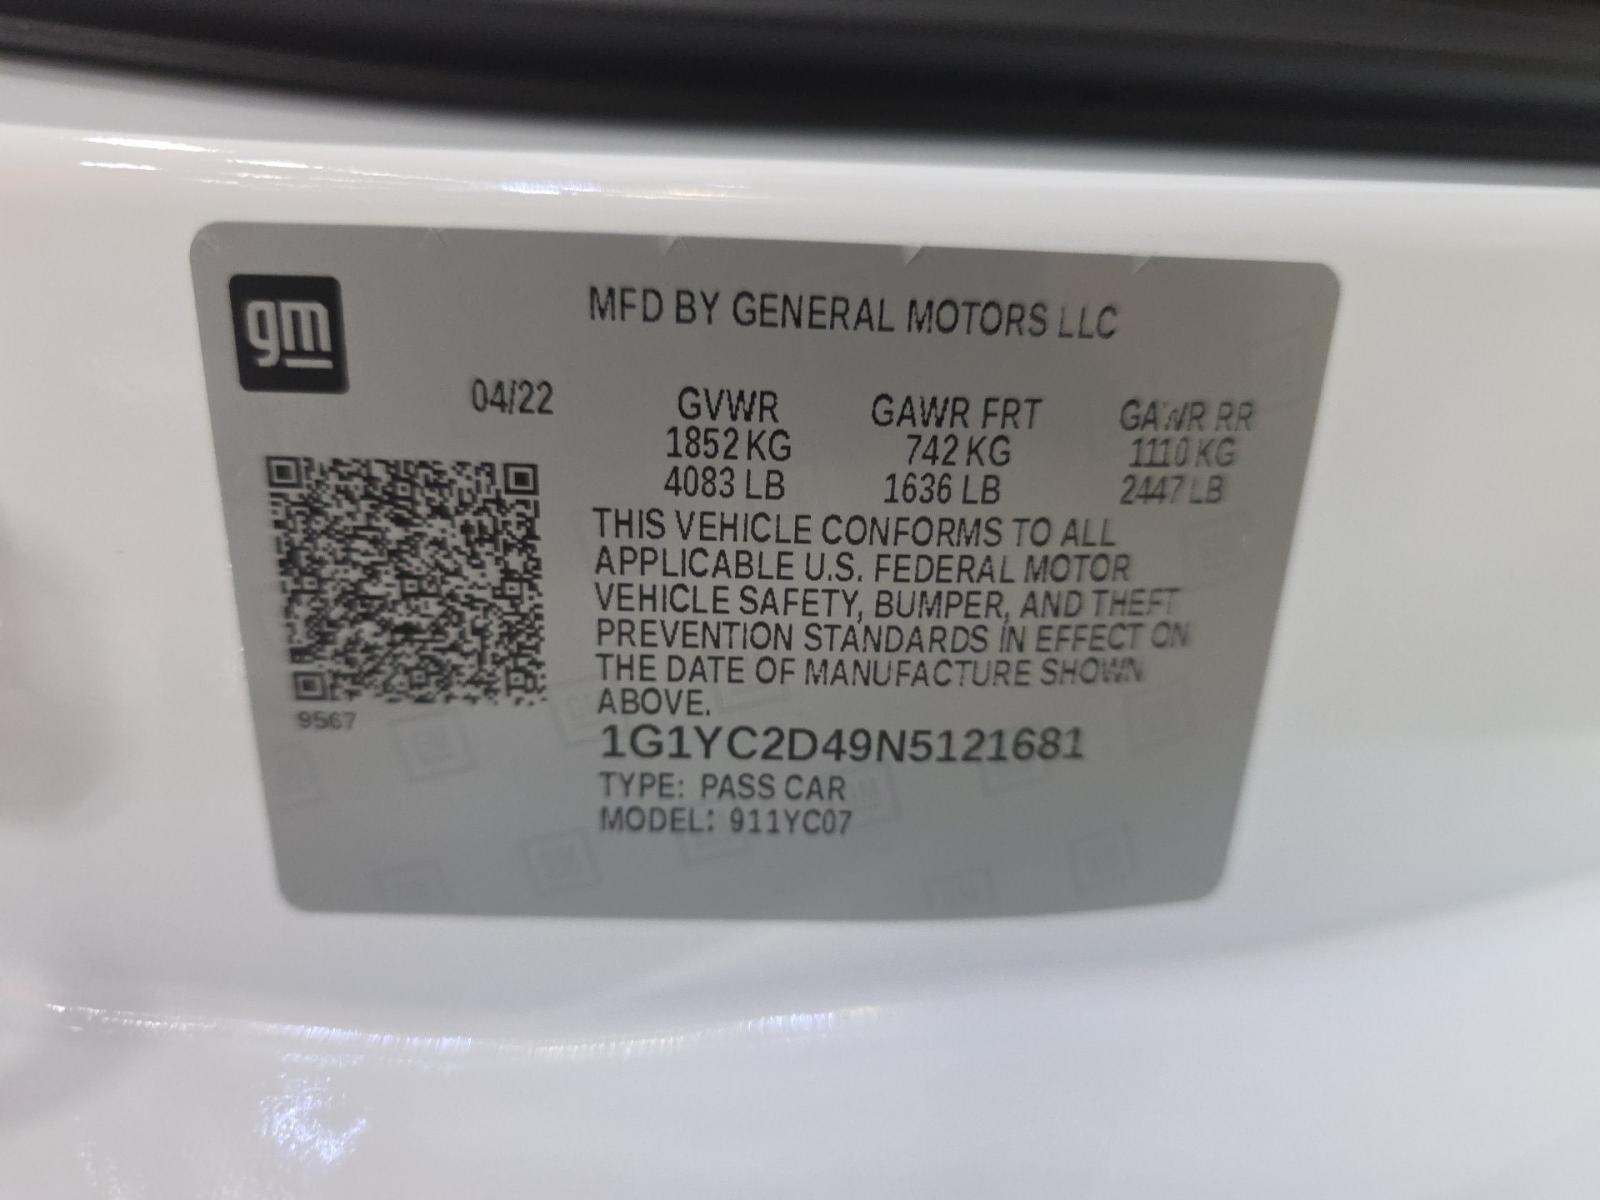 gm
MFD BY GENERAL MOTORS LLC
04/22
GVWR GAWR FRT GAWR RR
1852 KG 742 KG 1110 KG
4083 LB 1636 LB 2447 LB
THIS VEHICLE CONFORMS TO ALL
APPLICABLE U.S. FEDERAL MOTOR
VEHICLE SAFETY, BUMPER, AND THEFT
PREVENTION STANDARDS IN EFFECT ON
THE DATE OF MANUFACTURE SHOWN
ABOVE.
9567
1G1YC2D49N5121681
TYPE: PASS CAR
MODEL: 911YC07